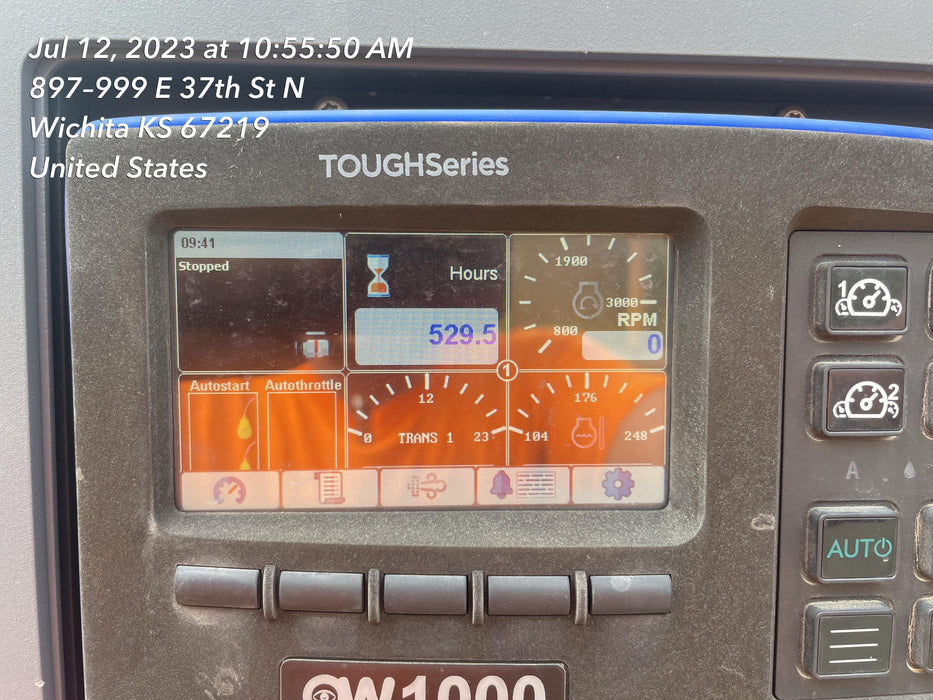 Jul 12, 2023 at 10:55:50 AM
897–999 E 37th St N
Wichita KS 67219
United States
TOUGHSeries
09:41
Stopped
Hours
529.5
1900
3000
800
RPM
0
1
Autostart Autothrottle
12
0 TRANS 1 23
176
104 248
1
2
A
AUTO
W1000